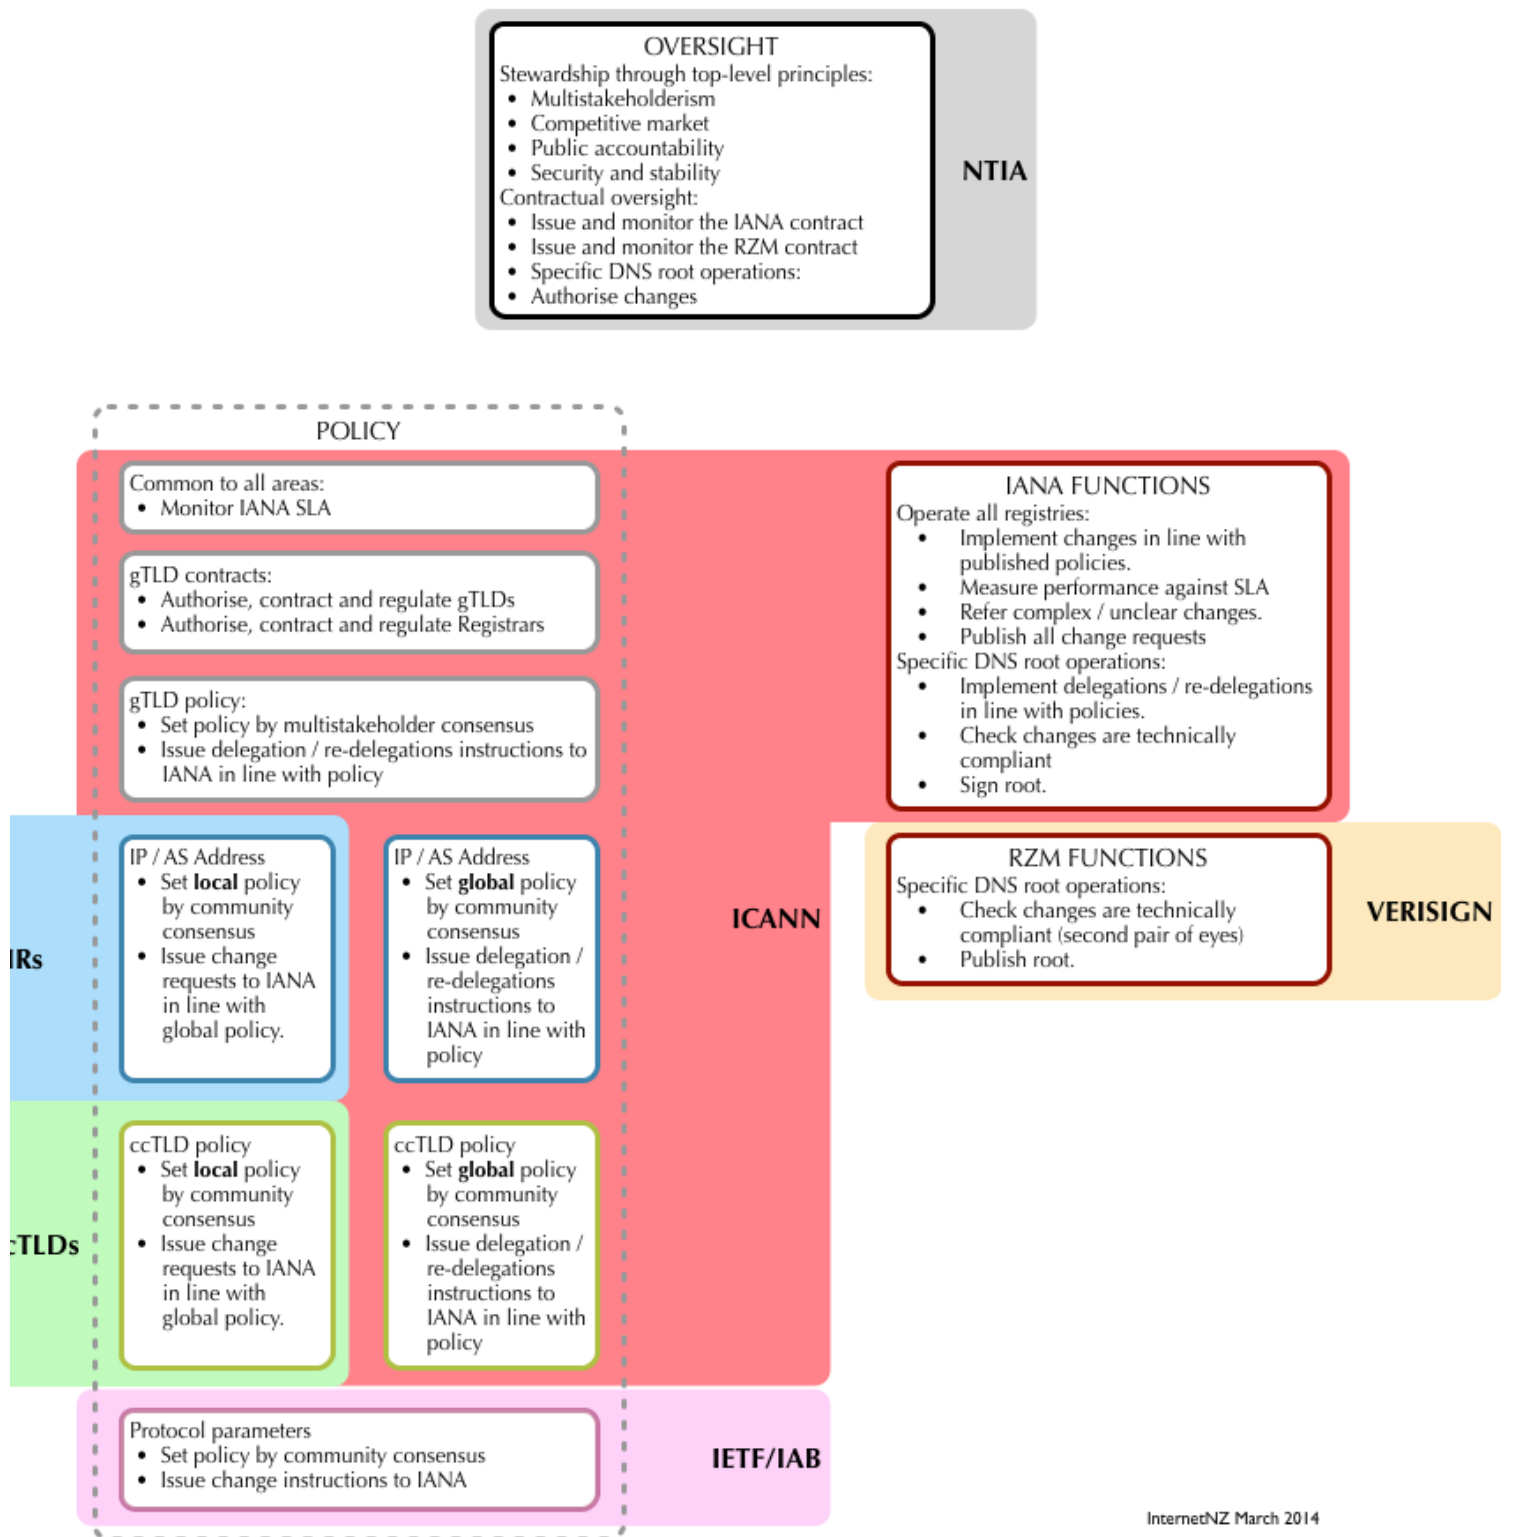 OVERSIGHT
Stewardship through top-level principles:
• Multistakeholderism
• Competitive market
• Public accountability
• Security and stability
Contractual oversight:
• Issue and monitor the IANA contract
• Issue and monitor the RZM contract
• Specific DNS root operations:
• Authorise changes
NTIA
POLICY
Common to all areas:
• Monitor IANA SLA
gTLD contracts:
• Authorise, contract and regulate gTLDs
• Authorise, contract and regulate Registrars
gTLD policy:
• Set policy by multistakeholder consensus
• Issue delegation / re-delegations instructions to
IANA in line with policy
IANA FUNCTIONS
Operate all registries:
• Implement changes in line with
published policies.
• Measure performance against SLA
• Refer complex / unclear changes.
• Publish all change requests
Specific DNS root operations:
• Implement delegations / re-delegations
in line with policies.
• Check changes are technically
compliant
• Sign root.
IRs
IP / AS Address
• Set local policy
by community
consensus
• Issue change
requests to IANA
in line with
global policy.
IP / AS Address
• Set global policy
by community
consensus
• Issue delegation /
re-delegations
instructions to
IANA in line with
policy
ICANN
RZM FUNCTIONS
Specific DNS root operations:
• Check changes are technically
compliant (second pair of eyes)
• Publish root.
VERISIGN
cTLDs
ccTLD policy
• Set local policy
by community
consensus
• Issue change
requests to IANA
in line with
global policy.
ccTLD policy
• Set global policy
by community
consensus
• Issue delegation /
re-delegations
instructions to
IANA in line with
policy
Protocol parameters
• Set policy by community consensus
• Issue change instructions to IANA
IETF/IAB
InternetNZ March 2014